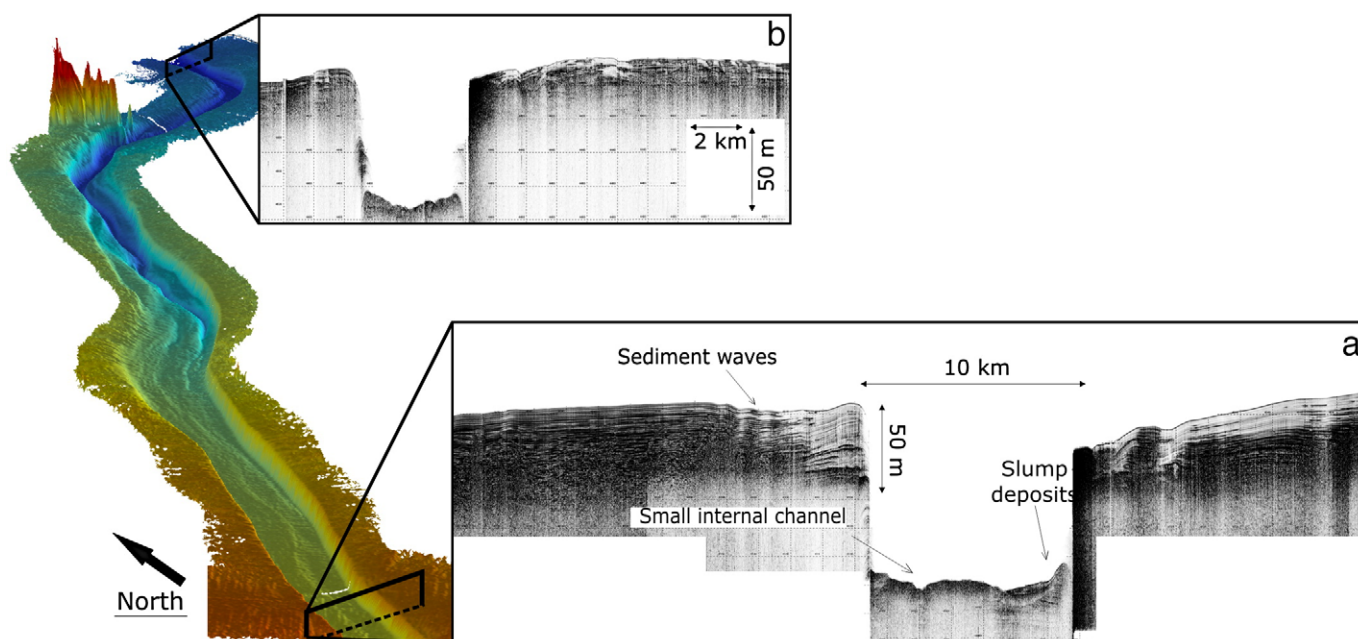 b
2 km
50 m
a
Sediment waves
10 km
50 m
Slump
deposits
Small internal channel
North